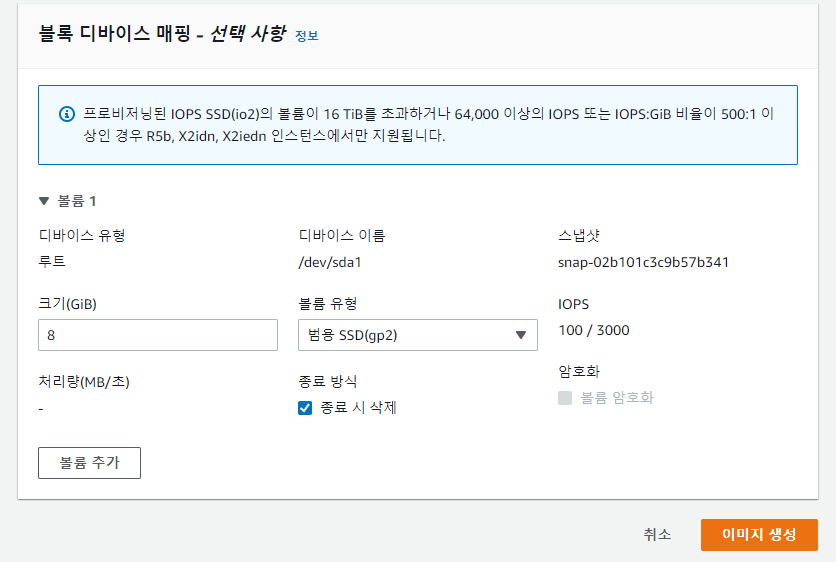 블록 디바이스 매핑 - 선택 사항 정보
프로비저닝된 IOPS SSD(io2)의 볼륨이 16 TiB를 초과하거나 64,000 이상의 IOPS 또는 IOPS:GiB 비율이 500:1 이
상인 경우 R5b, X2idn, X2iedn 인스턴스에서만 지원됩니다.
▼ 볼륨 1
디바이스 유형
루트
디바이스 이름
/dev/sda1
스냅샷
snap-02b101c3c9b57b341
크기(GiB)
8
볼륨 유형
범용 SSD(gp2)
IOPS
100 / 3000
처리량(MB/초)
-
종료 방식
종료 시 삭제
암호화
볼륨 암호화
볼륨 추가
취소
이미지 생성